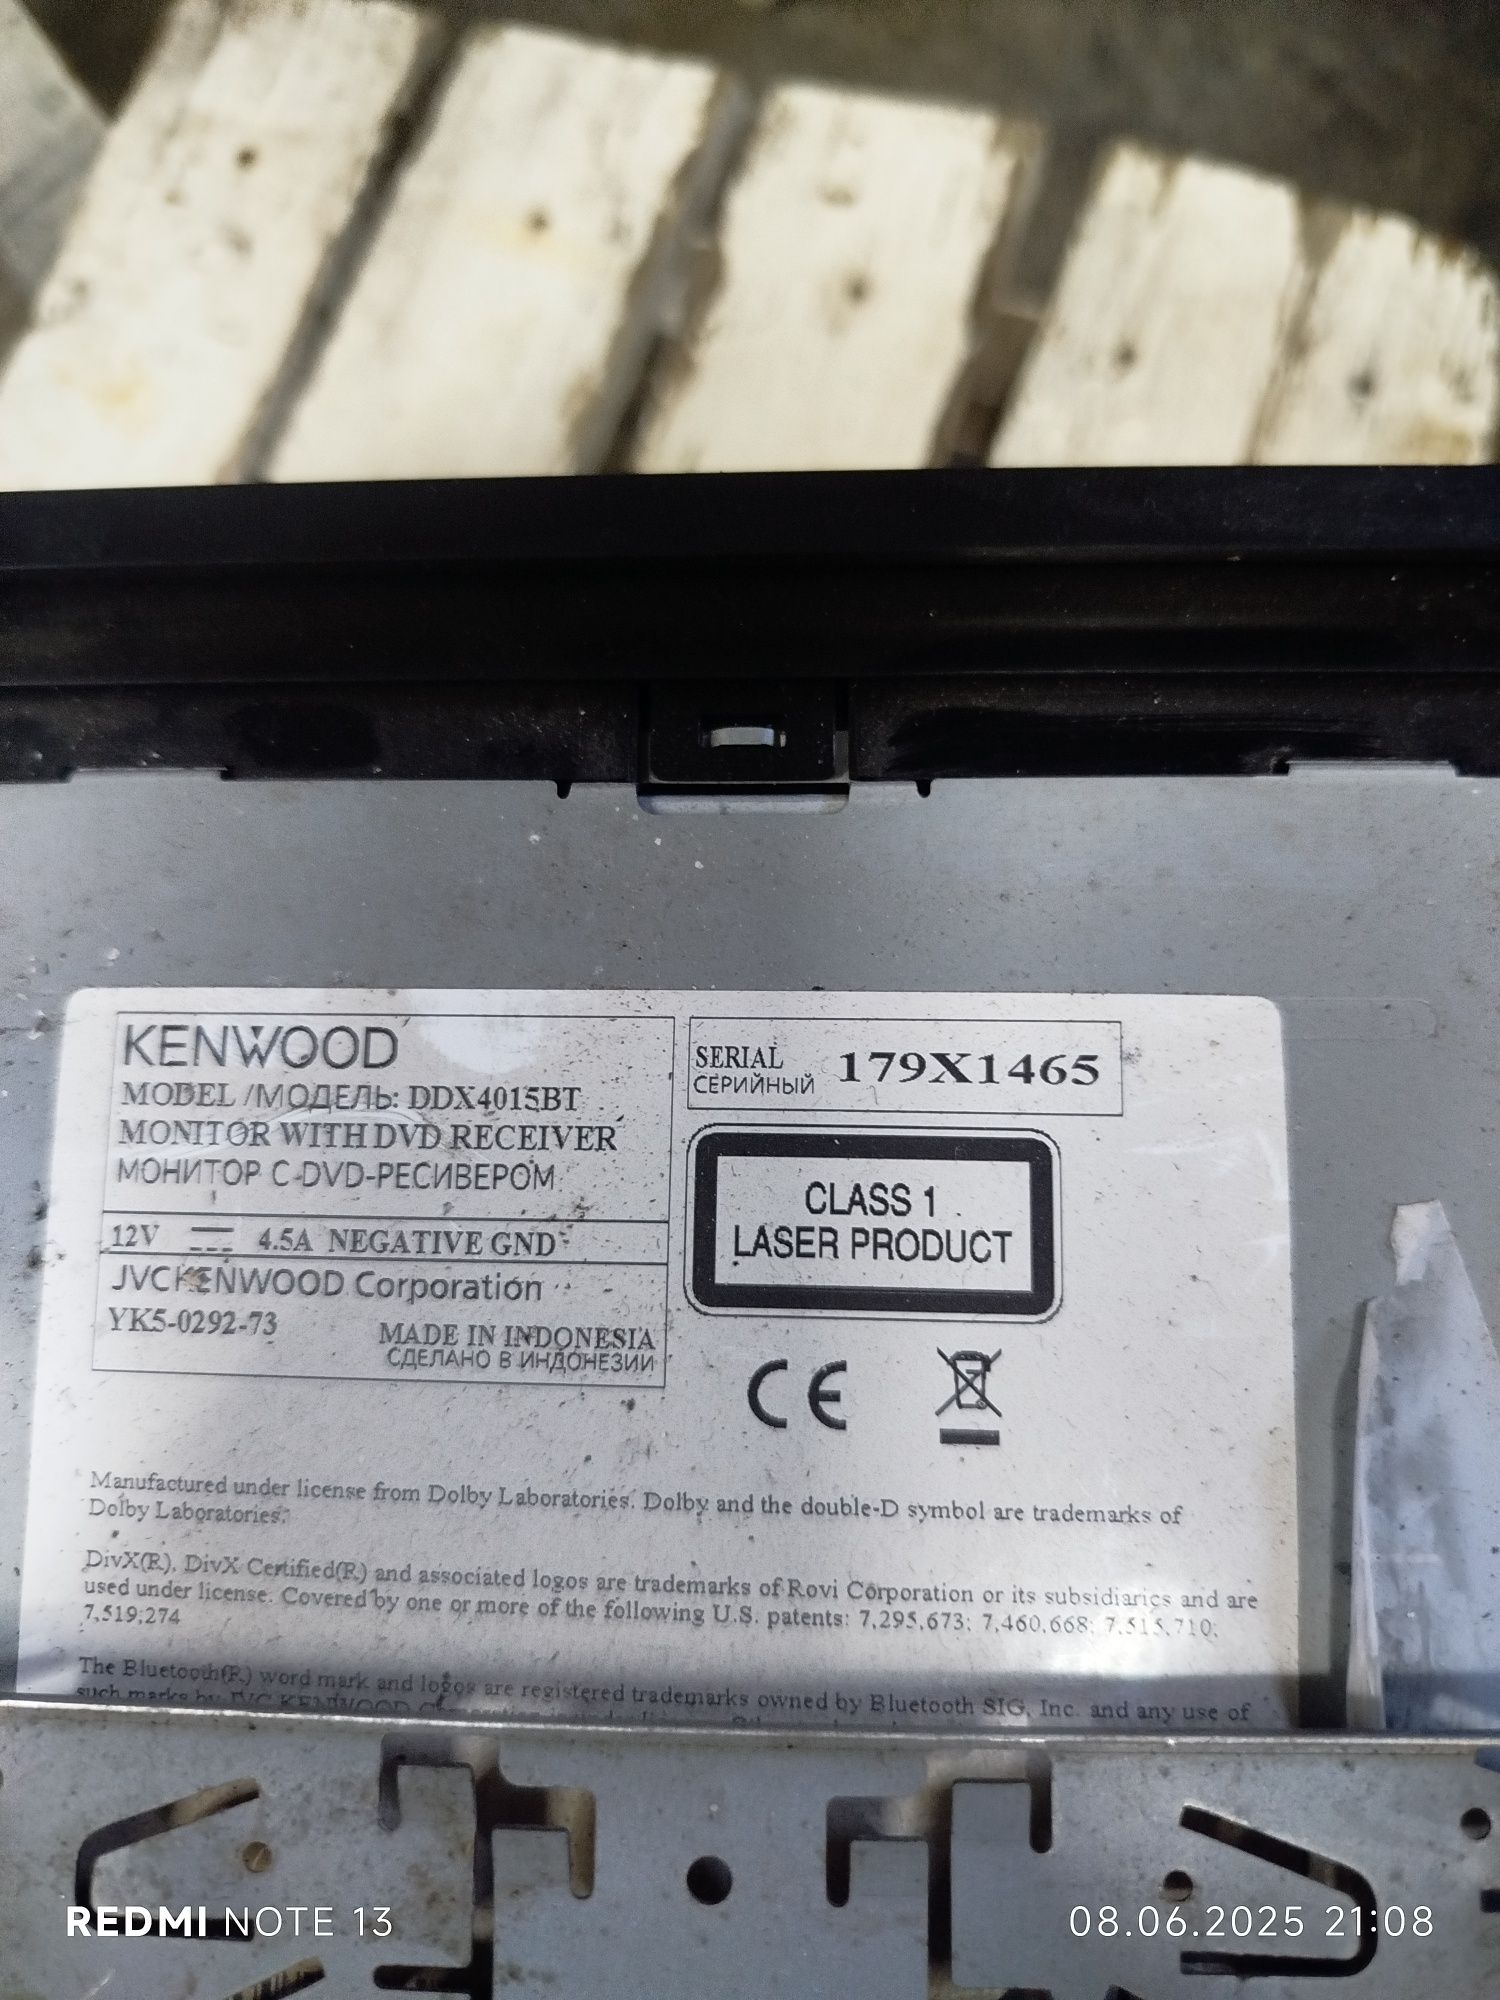 KENWOOD
MODEL /МОДЕЛЬ: DDX4015BT
MONITOR WITH DVD RECEIVER
МОНИТОР С DVD-РЕСИВЕРОМ
12V 4.5A NEGATIVE GND
JVCKENWOOD Corporation
YK5-0292-73
MADE IN INDONESIA
СДЕЛАНО В ИНДОНЕЗИИ
SERIAL
СЕРИЙНЫЙ
179X1465
CLASS 1
LASER PRODUCT
CE
Manufactured under license from Dolby Laboratories. Dolby and the double-D symbol are trademarks of
Dolby Laboratories.
DivX(R), DivX Certified(R) and associated logos are trademarks of Rovi Corporation or its subsidiaries and are
used under license. Covered by one or more of the following U.S. patents: 7,295,673; 7,460,668; 7,515,710;
7,519,274
The Bluetooth(R) word mark and logos are registered trademarks owned by Bluetooth SIG, Inc. and any use of
such marks by JVC KENWOOD
REDMI NOTE 13
08.06.2025 21:08